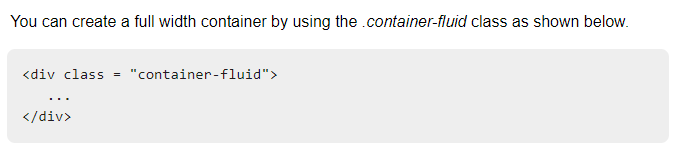 You can create a full width container by using the .container-fluid class as shown below.
<div class = "container-fluid">
...
</div>